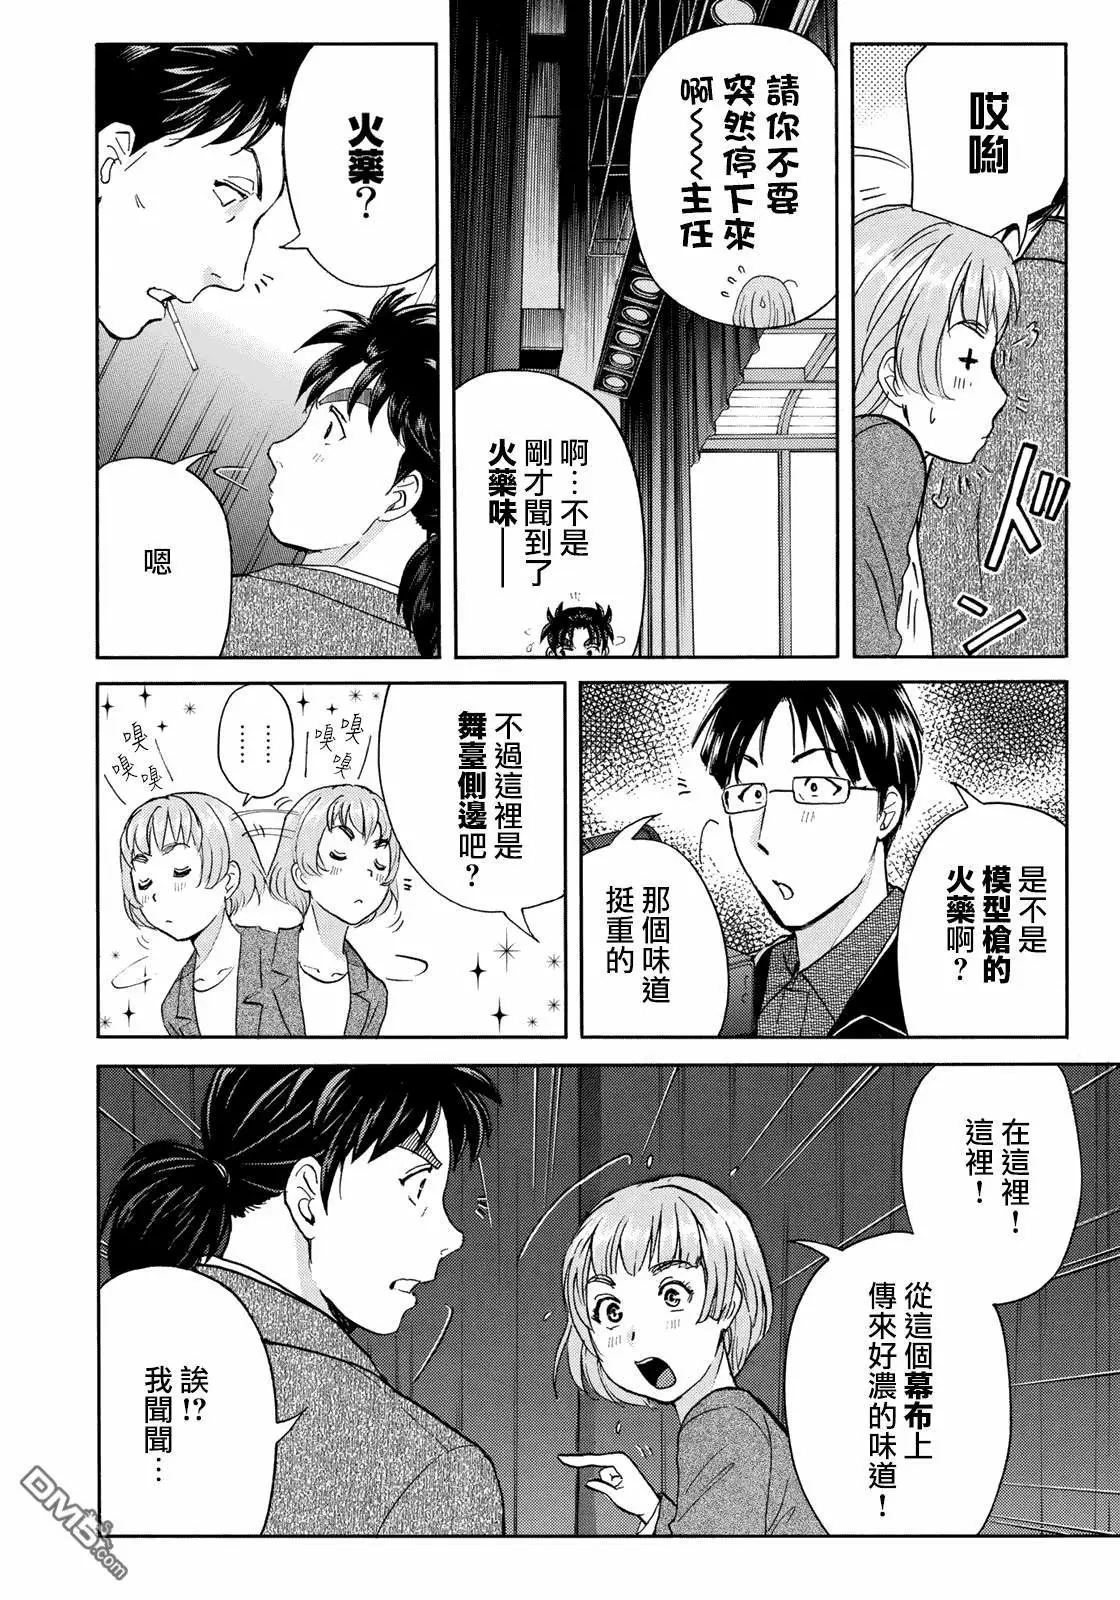 哎喲
ドン
請你不要
突然停下來
啊～～～主任
啊…不是
剛才聞到了
火藥味——
火藥？
嗯
是不是
模型槍的
火藥啊？
那個味道
挺重的
不過這裡是
舞臺側邊吧？
嗅嗅
……
嗅嗅
嗅嗅
在這裡！
這裡！
從這個幕布上
傳來好濃的味道！
誒!?
我聞聞…
DM5